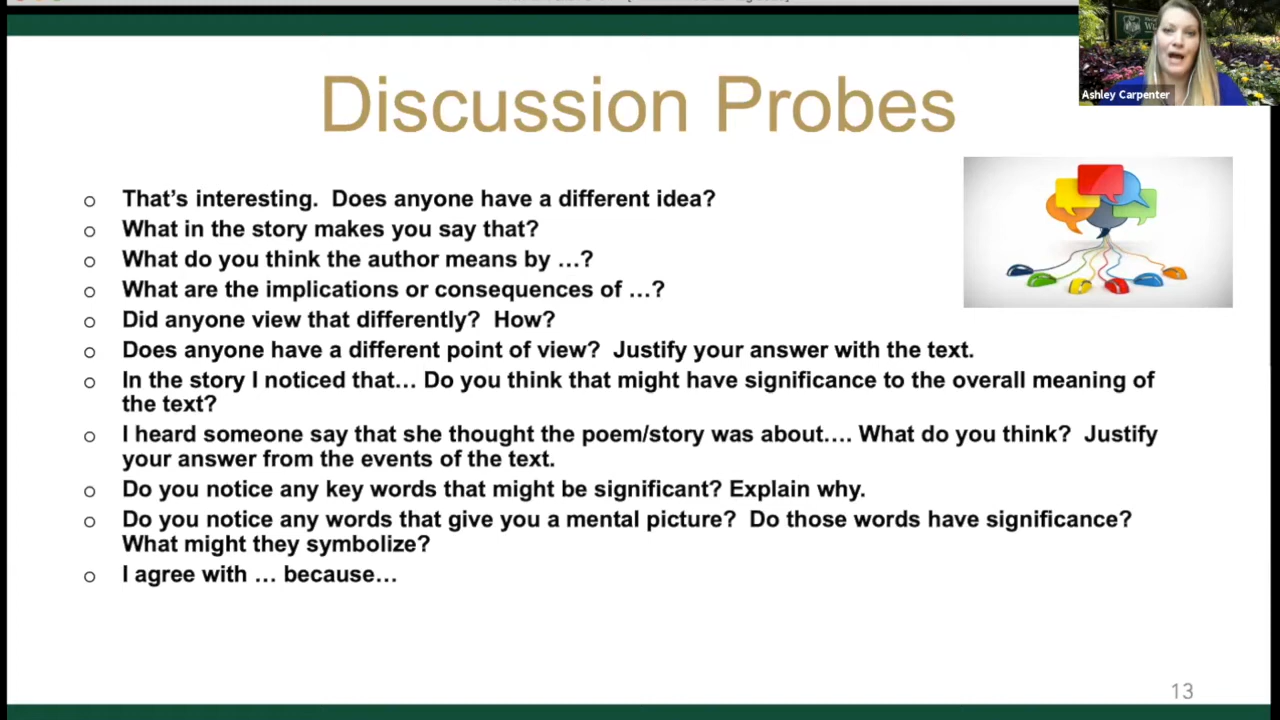 Discussion Probes
Ashley Carpenter
○ That’s interesting.  Does anyone have a different idea?
○ What in the story makes you say that?
○ What do you think the author means by …?
○ What are the implications or consequences of …?
○ Did anyone view that differently?  How?
○ Does anyone have a different point of view?  Justify your answer with the text.
○ In the story I noticed that… Do you think that might have significance to the overall meaning of
the text?
○ I heard someone say that she thought the poem/story was about…. What do you think?  Justify
your answer from the events of the text.
○ Do you notice any key words that might be significant? Explain why.
○ Do you notice any words that give you a mental picture?  Do those words have significance?
What might they symbolize?
○ I agree with … because…
13